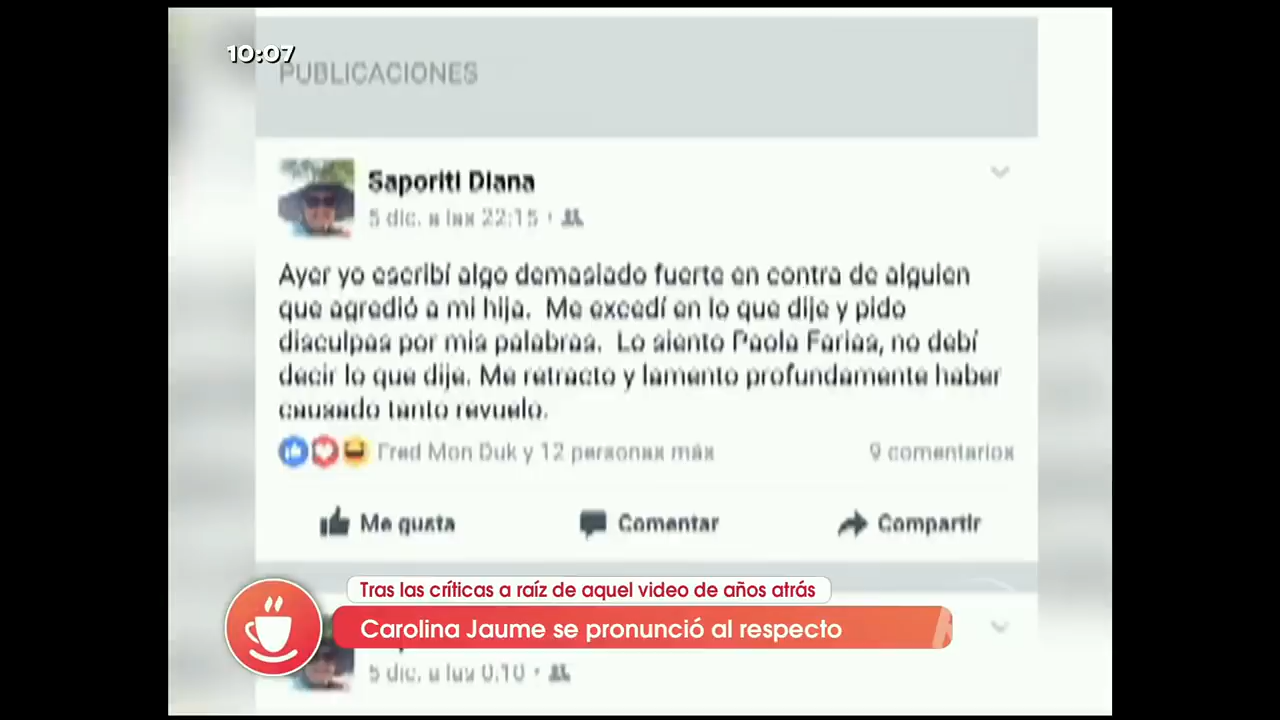 10:07
PUBLICACIONES
Saporiti Diana
5 dic. a las 22:15 ·
Ayer yo escribí algo demasiado fuerte en contra de alguien
que agredió a mi hija. Me excedí en lo que dije y pido
disculpas por mis palabras. Lo siento Paola Farias, no debí
decir lo que dije. Me retracto y lamento profundamente haber
causado tanto revuelo.
Fred Mon Duk y 12 personas más 9 comentarios
Me gusta Comentar Compartir
Tras las críticas a raíz de aquel video de años atrás
Carolina Jaume se pronunció al respecto
5 dic. a las 0:10 ·